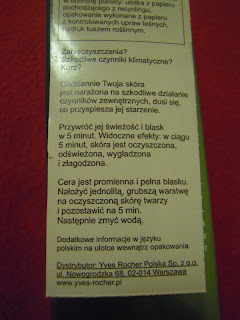 w ochronę planety: ulotka z papieru
pochodzącego z recyclingu,
opakowanie wykonane z papieru
z kontrolowanych upraw leśnych,
nadruk tuszem roślinnym.
Zanieczyszczenia?
Szkodliwe czynniki klimatyczne?
Kurz?
Codziennie Twoja skóra
jest narażona na szkodliwe działanie
czynników zewnętrznych, dusi się,
co przyspiesza jej starzenie.
Przywróć jej świeżość i blask
w 5 minut. Widoczne efekty: w ciągu
5 minut, skóra jest oczyszczona,
odświeżona, wygładzona
i złagodzona.
Cera jest promienna i pełna blasku.
Nałożyć jednolitą, grubszą warstwę
na oczyszczoną skórę twarzy
i pozostawić na 5 min.
Następnie zmyć wodą.
Dodatkowe informacje w języku
polskim na ulotce wewnątrz opakowania.
Dystrybutor: Yves Rocher Polska Sp. z o.o.
ul. Nowogrodzka 68, 02-014 Warszawa
www.yves-rocher.pl